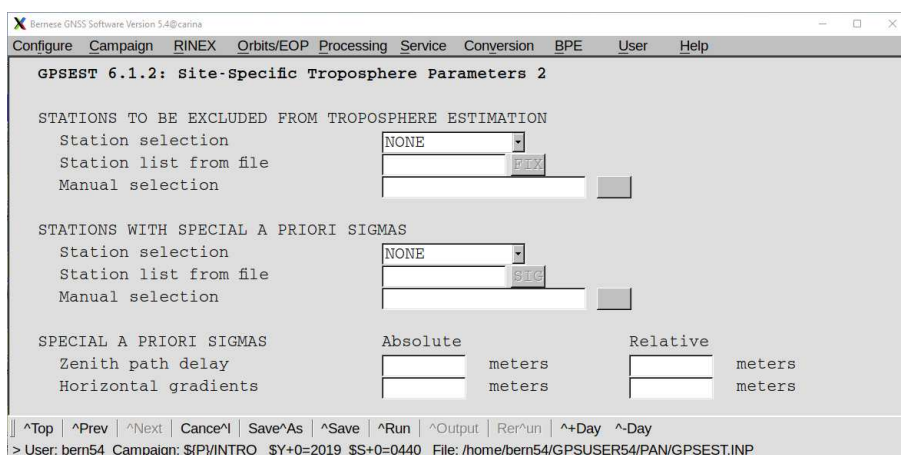 Bernese GNSS Software Version 5.4@carina
Configure Campaign RINEX Orbits/EOP Processing Service Conversion BPE User Help
GPSEST 6.1.2: Site-Specific Troposphere Parameters 2
STATIONS TO BE EXCLUDED FROM TROPOSPHERE ESTIMATION
Station selection NONE
Station list from file FIX
Manual selection
STATIONS WITH SPECIAL A PRIORI SIGMAS
Station selection NONE
Station list from file SIG
Manual selection
SPECIAL A PRIORI SIGMAS Absolute Relative
Zenith path delay meters meters
Horizontal gradients meters meters
^Top | ^Prev | ^Next | Cance^l | Save^As | ^Save | ^Run | ^Output | Rer^un | ^+Day ^-Day
> User: bern54 Campaign: ${P}/INTRO $Y+0=2019 $S+0=0440 File: /home/bern54/GPSUSER54/PAN/GPSEST.INP